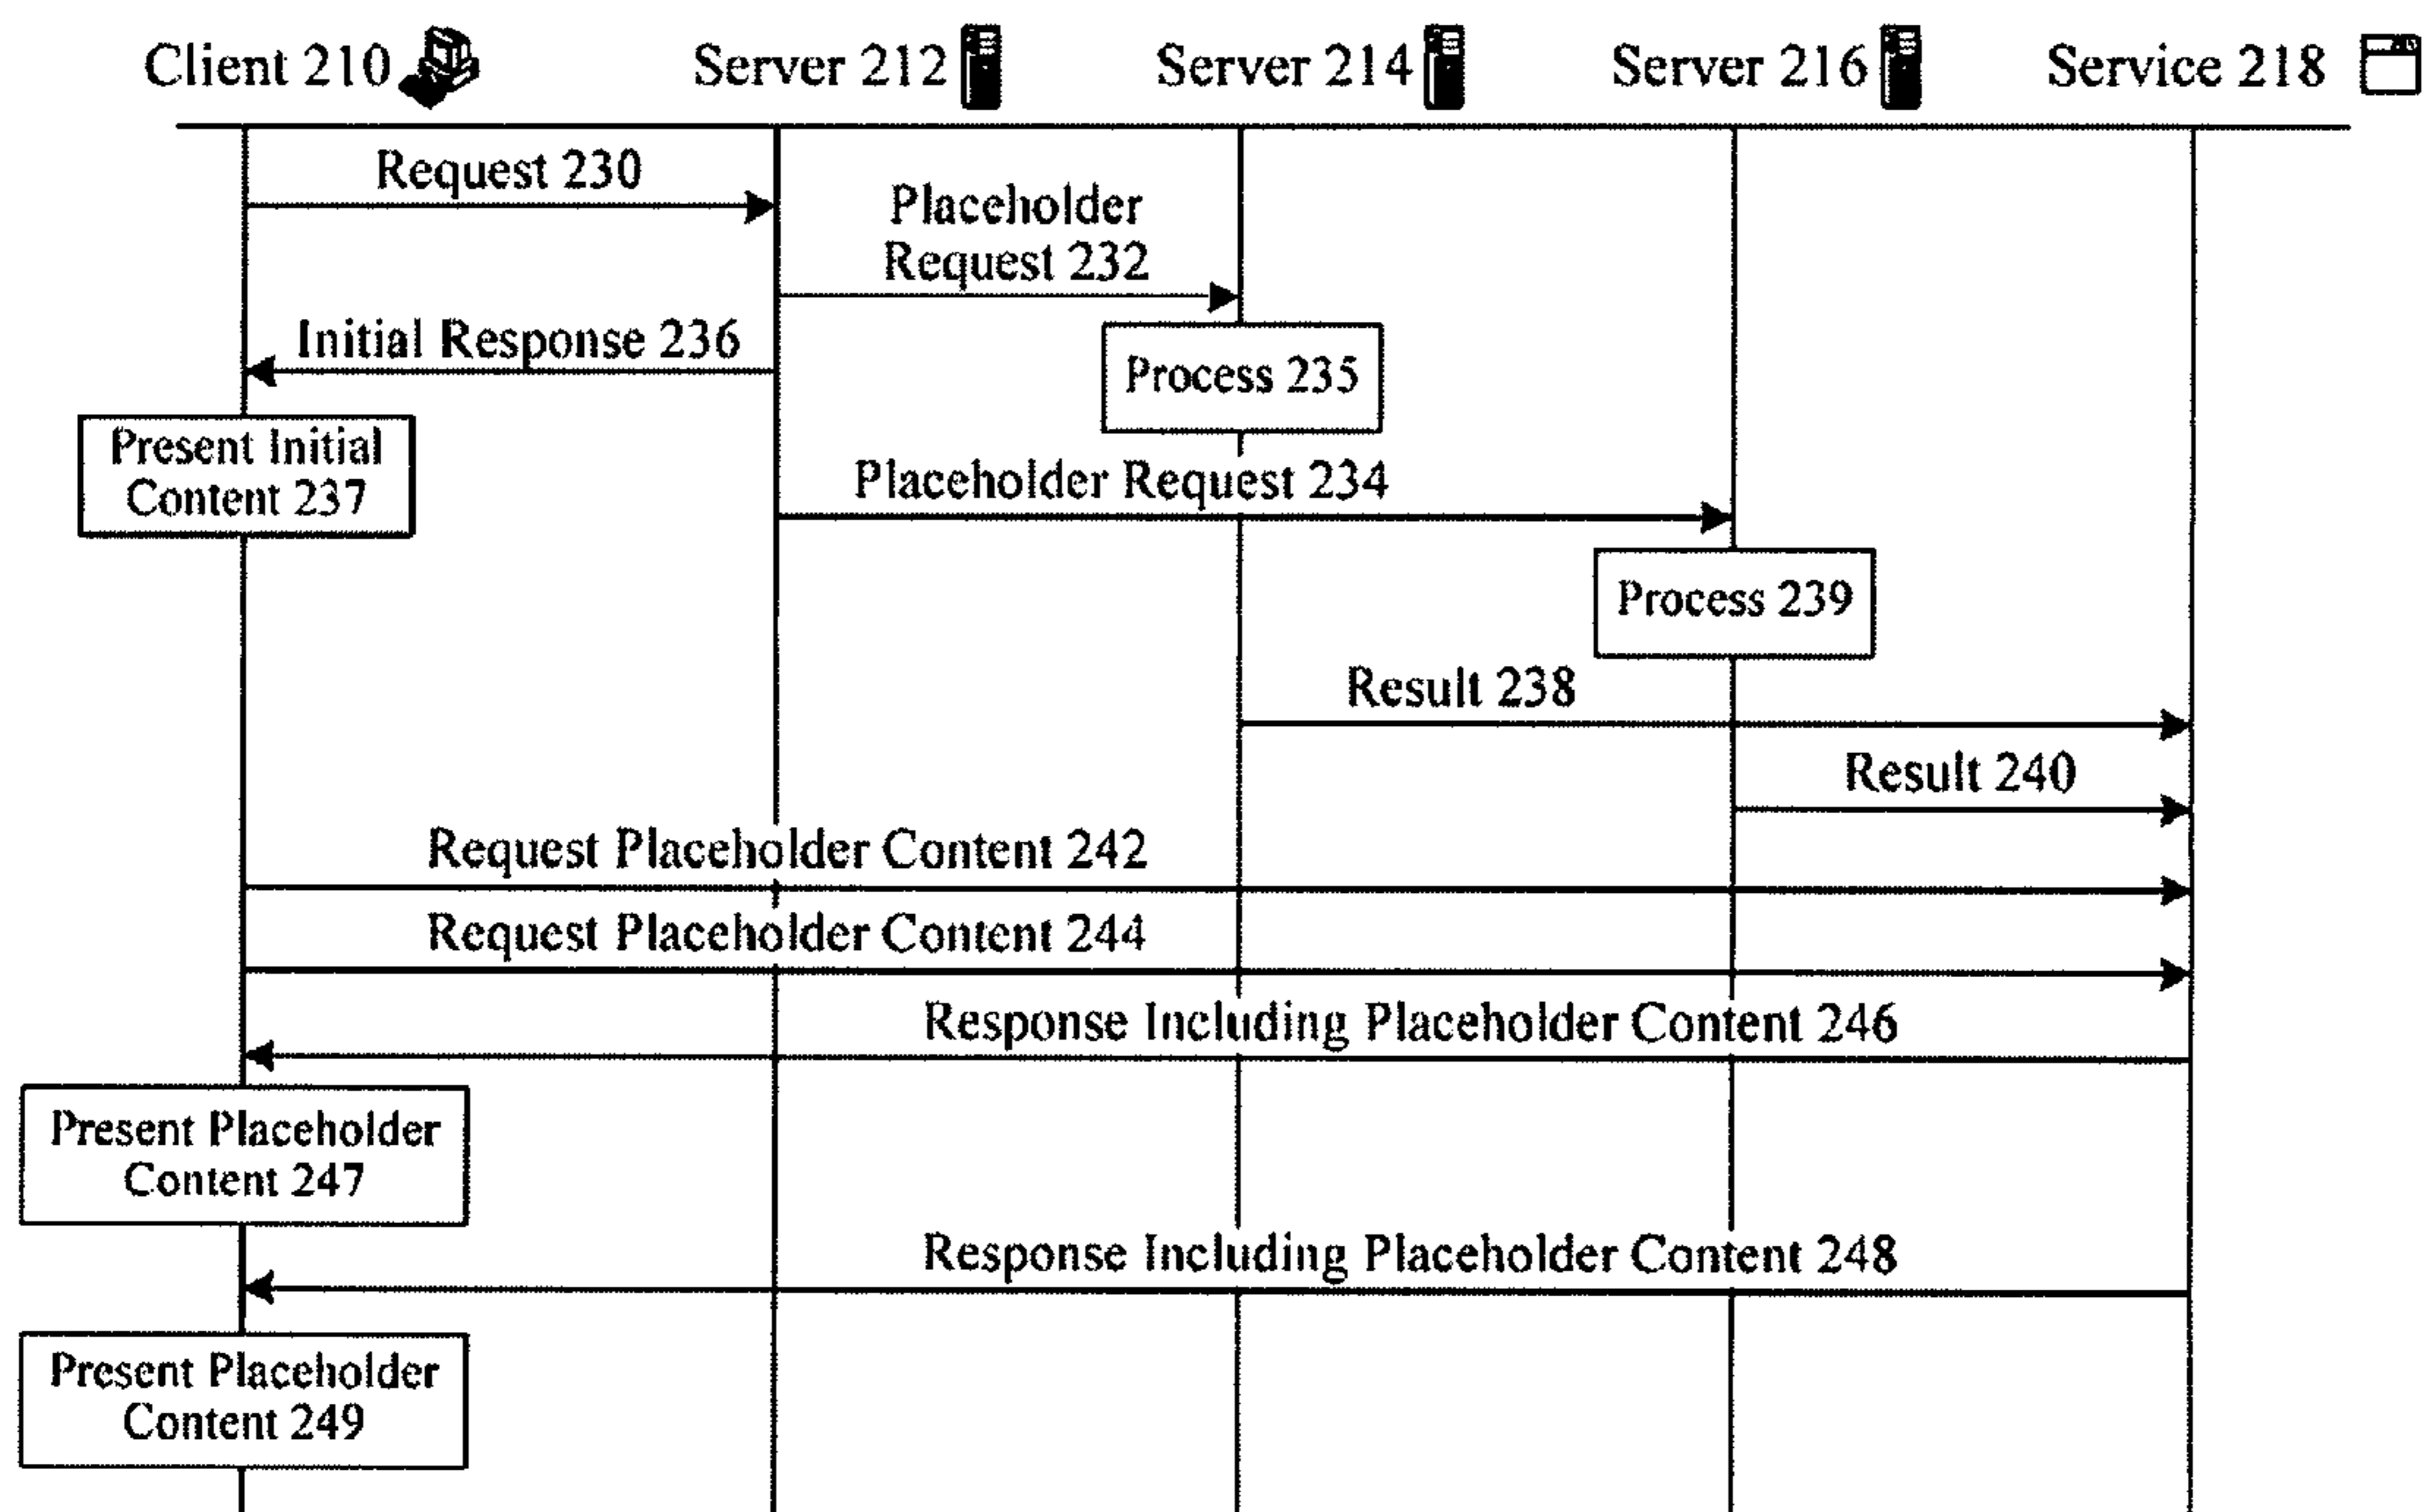 Client 210
Server 212
Server 214
Server 216
Service 218
Request 230
Placeholder
Request 232
Initial Response 236
Process 235
Present Initial
Content 237
Placeholder Request 234
Process 239
Result 238
Result 240
Request Placeholder Content 242
Request Placeholder Content 244
Response Including Placeholder Content 246
Present Placeholder
Content 247
Response Including Placeholder Content 248
Present Placeholder
Content 249